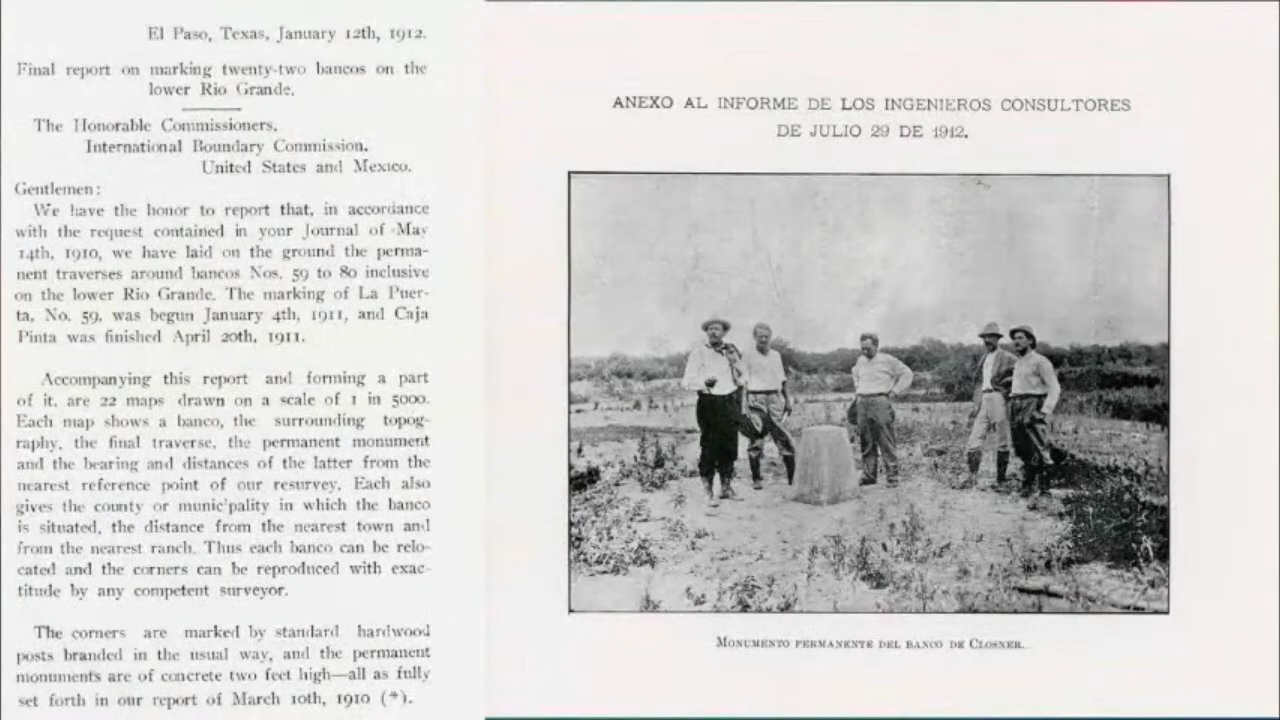 El Paso, Texas, January 12th, 1912.
Final report on marking twenty-two bancos on the
lower Rio Grande.
The Honorable Commissioners,
International Boundary Commission,
United States and Mexico.
Gentlemen:
We have the honor to report that, in accordance
with the request contained in your Journal of May
14th, 1910, we have laid on the ground the perma-
nent traverses around bancos Nos. 59 to 80 inclusive
on the lower Rio Grande. The marking of La Puer-
ta, No. 59, was begun January 4th, 1911, and Caja
Pinta was finished April 20th, 1911.
Accompanying this report and forming a part
of it, are 22 maps drawn on a scale of 1 in 5000.
Each map shows a banco, the surrounding topog-
raphy, the final traverse, the permanent monument
and the bearing and distances of the latter from the
nearest reference point of our resurvey. Each also
gives the county or munic'pality in which the banco
is situated, the distance from the nearest town and
from the nearest ranch. Thus each banco can be relo-
cated and the corners can be reproduced with exac-
titude by any competent surveyor.
The corners are marked by standard hardwood
posts branded in the usual way, and the permanent
monuments are of concrete two feet high—all as fully
set forth in our report of March 10th, 1910 (*).
ANEXO AL INFORME DE LOS INGENIEROS CONSULTORES
DE JULIO 29 DE 1912.
MONUMENTO PERMANENTE DEL BANCO DE CLOSNER.